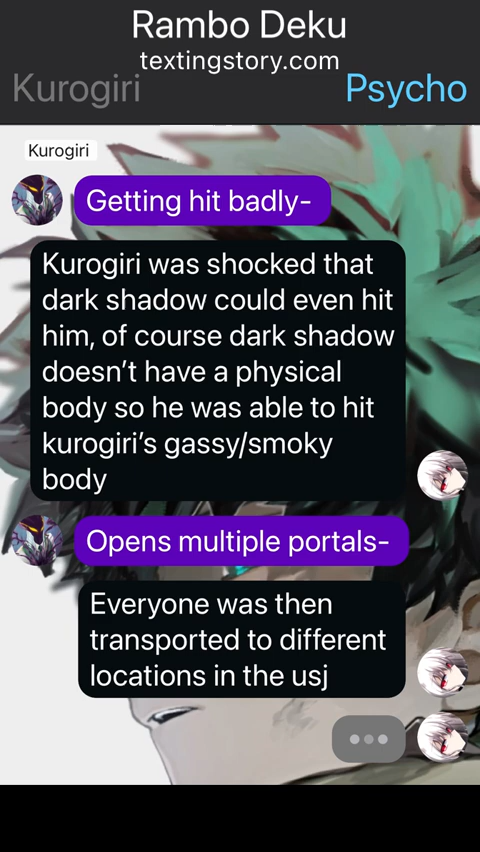 Rambo Deku
textingstory.com
Kurogiri
Psycho
Kurogiri
Getting hit badly-
Kurogiri was shocked that
dark shadow could even hit
him, of course dark shadow
doesn’t have a physical
body so he was able to hit
kurogiri’s gassy/smoky
body
Opens multiple portals-
Everyone was then
transported to different
locations in the usj